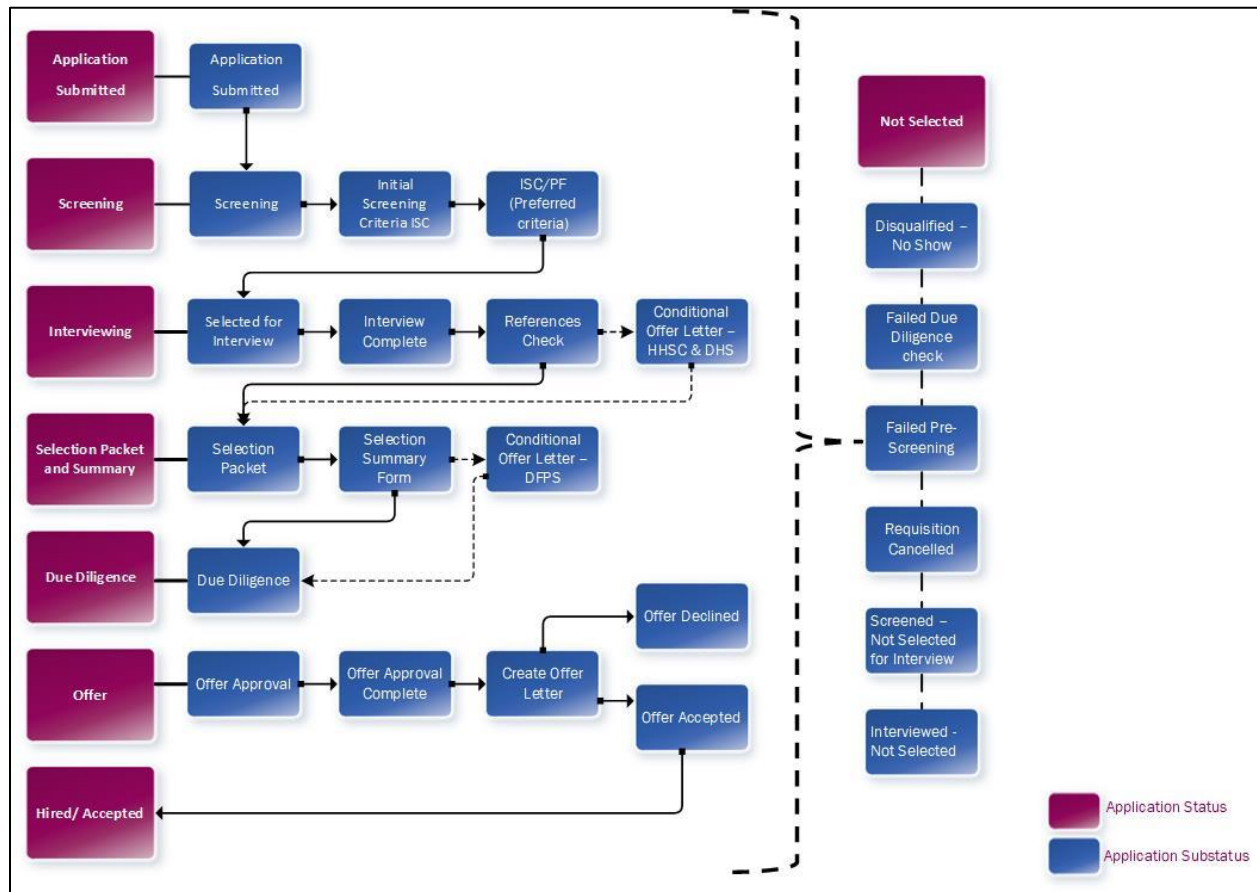 Application
Submitted
Application
Submitted
Screening
Screening
Initial
Screening
Criteria ISC
ISC/PF
(Preferred
criteria)
Interviewing
Selected for
Interview
Interview
Complete
References
Check
Conditional
Offer Letter –
HHSC & DHS
Selection Packet
and Summary
Selection
Packet
Selection
Summary
Form
Conditional
Offer Letter –
DFPS
Due Diligence
Due Diligence
Offer
Offer Approval
Offer Approval
Complete
Create Offer
Letter
Offer Declined
Offer Accepted
Hired/ Accepted
Not Selected
Disqualified –
No Show
Failed Due
Diligence
check
Failed Pre-
Screening
Requisition
Cancelled
Screened –
Not Selected
for Interview
Interviewed -
Not Selected
Application Status
Application Substatus